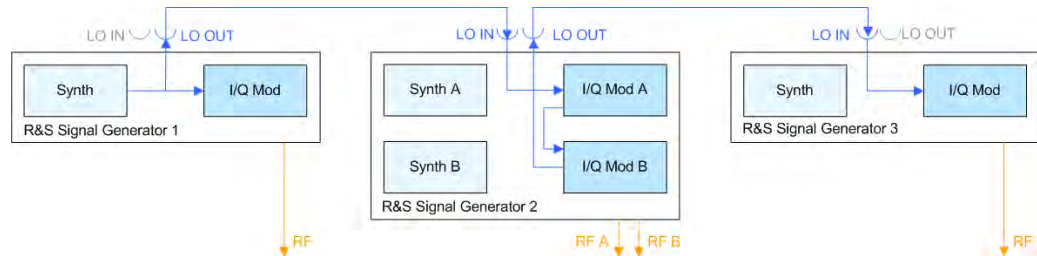 LO IN LO OUT
LO IN LO OUT
LO IN LO OUT
Synth
I/Q Mod
R&S Signal Generator 1
RF
Synth A
I/Q Mod A
Synth B
I/Q Mod B
R&S Signal Generator 2
RF A
RF B
Synth
I/Q Mod
R&S Signal Generator 3
RF